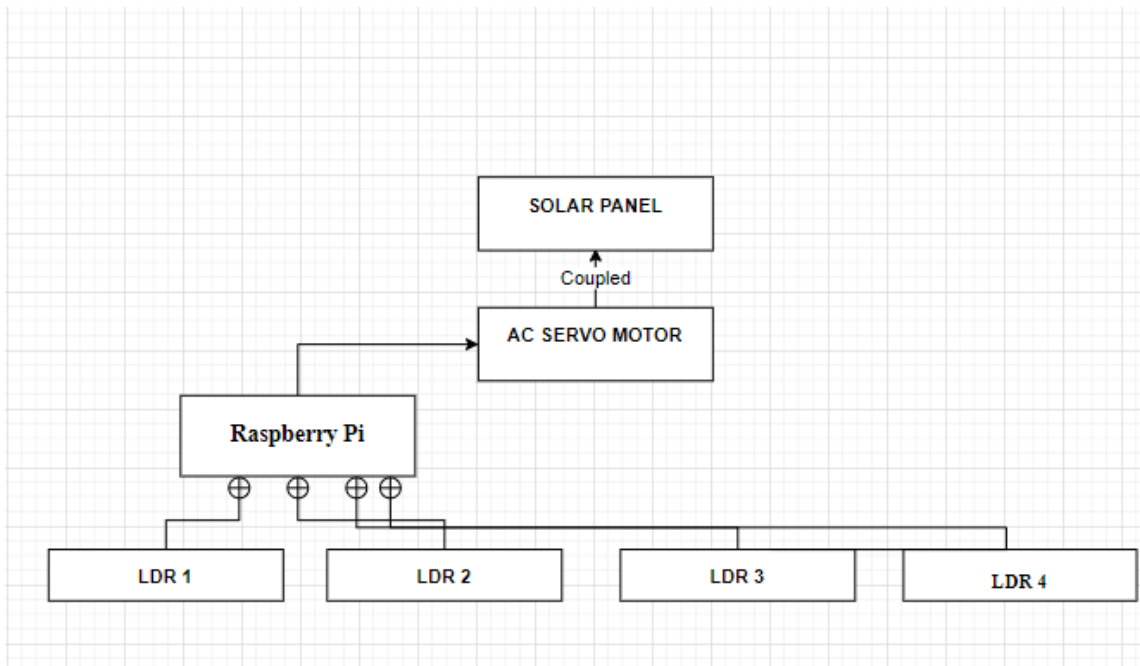 SOLAR PANEL
Coupled
AC SERVO MOTOR
Raspberry Pi
LDR 1
LDR 2
LDR 3
LDR 4